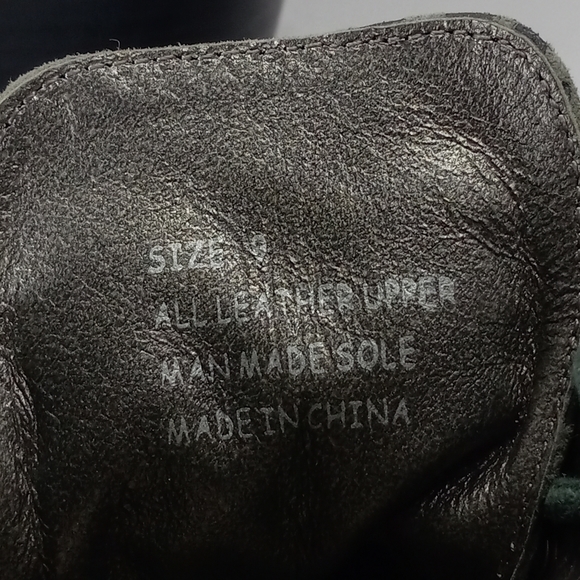 SIZE: 9
ALL LEATHER UPPER
MAN MADE SOLE
MADE IN CHINA